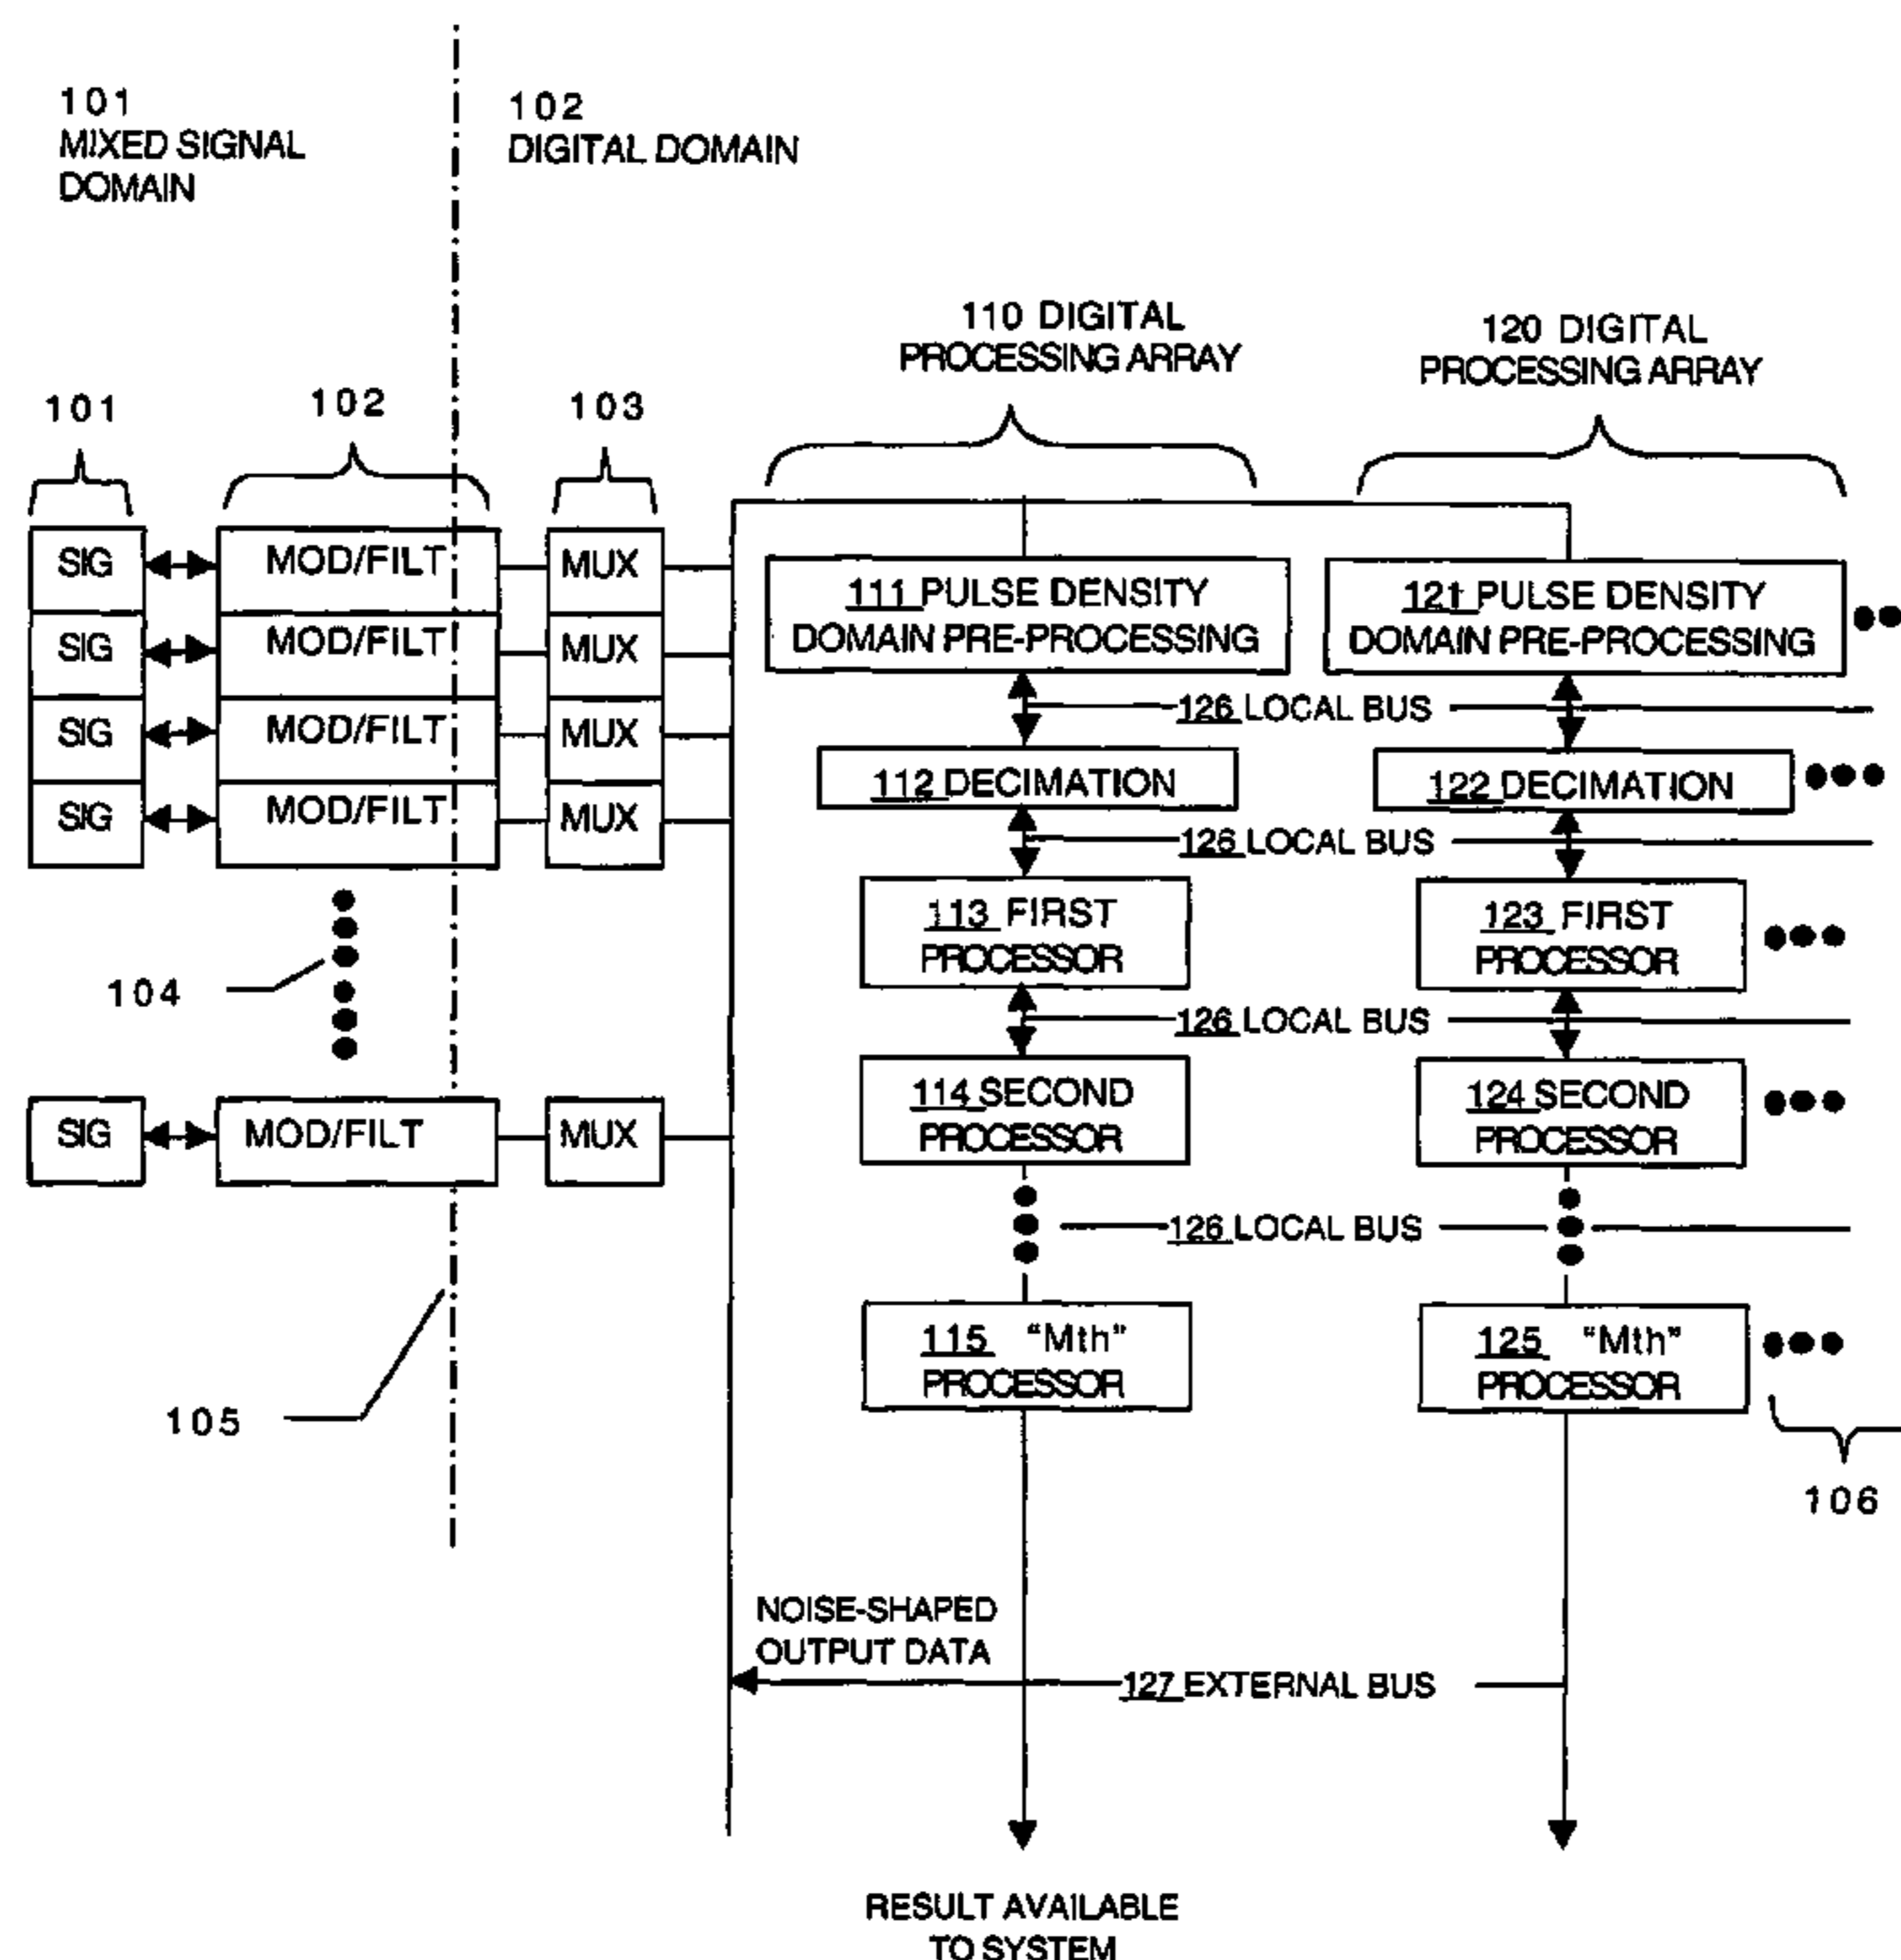 101
MIXED SIGNAL
DOMAIN
102
DIGITAL DOMAIN
110 DIGITAL
PROCESSING ARRAY
120 DIGITAL
PROCESSING ARRAY
101
102
103
SIG
MOD/FILT
MUX
SIG
MOD/FILT
MUX
SIG
MOD/FILT
MUX
SIG
MOD/FILT
MUX
104
SIG
MOD/FILT
MUX
105
111 PULSE DENSITY
DOMAIN PRE-PROCESSING
121 PULSE DENSITY
DOMAIN PRE-PROCESSING
126 LOCAL BUS
112 DECIMATION
122 DECIMATION
126 LOCAL BUS
113 FIRST
PROCESSOR
123 FIRST
PROCESSOR
126 LOCAL BUS
114 SECOND
PROCESSOR
124 SECOND
PROCESSOR
126 LOCAL BUS
115 "Mth"
PROCESSOR
125 "Mth"
PROCESSOR
106
NOISE-SHAPED
OUTPUT DATA
127 EXTERNAL BUS
RESULT AVAILABLE
TO SYSTEM